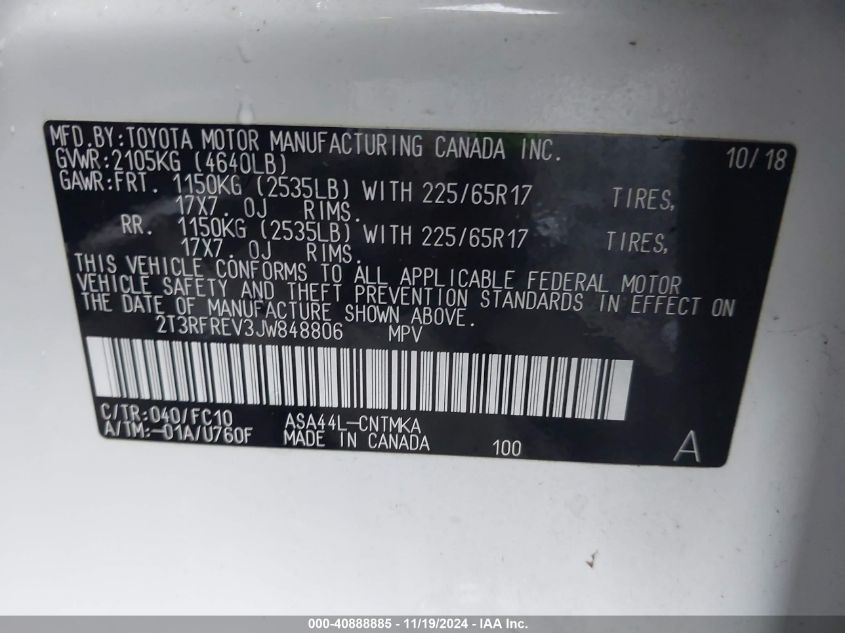 MFD.BY:TOYOTA MOTOR MANUFACTURING CANADA INC. 10/18
GVWR:2105KG (4640LB)
GAWR:FRT. 1150KG (2535LB) WITH 225/65R17 TIRES,
17X7.0J RIMS.
RR. 1150KG (2535LB) WITH 225/65R17 TIRES,
17X7.0J RIMS.
THIS VEHICLE CONFORMS TO ALL APPLICABLE FEDERAL MOTOR
VEHICLE SAFETY AND THEFT PREVENTION STANDARDS IN EFFECT ON
THE DATE OF MANUFACTURE SHOWN ABOVE.
2T3RFREV3JW848806 MPV
C/TR:040/FC10 ASA44L-CNTMKA
A/TM:-01A/U760F MADE IN CANADA 100 A
000-40888885 - 11/19/2024 - IAA Inc.